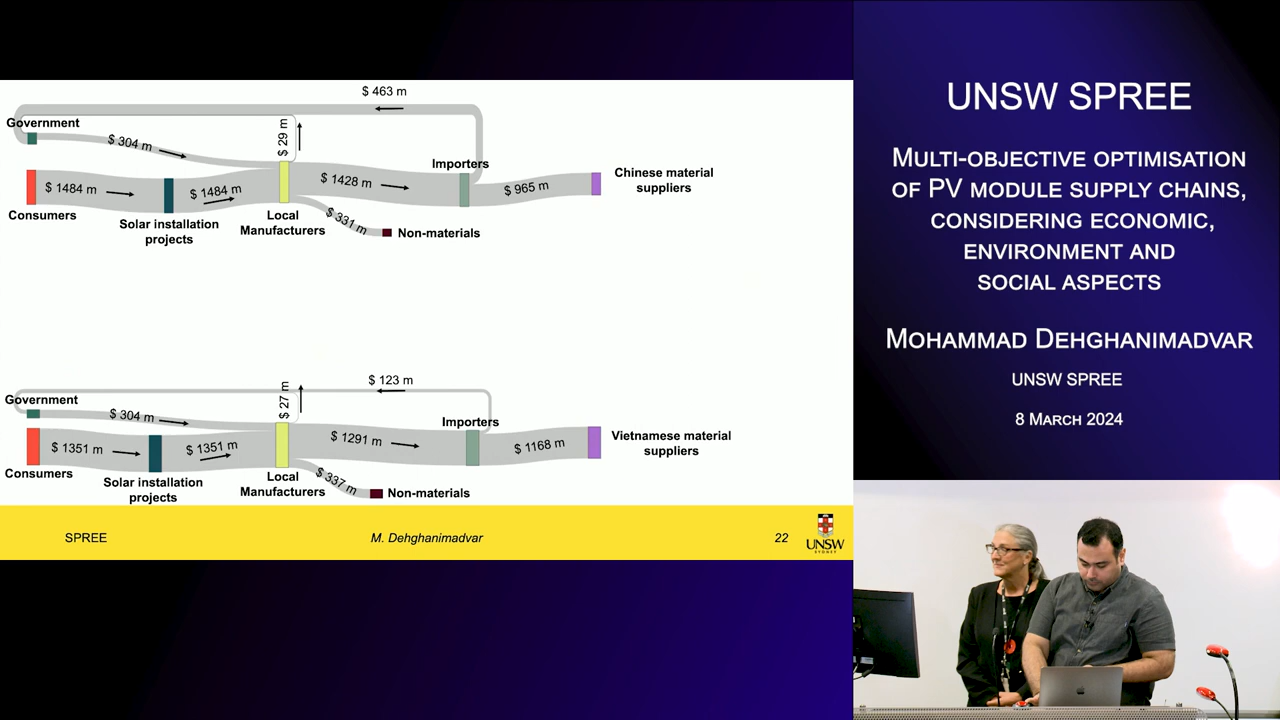 $ 463 m
Government
$ 304 m
$ 29 m
Importers
$ 1484 m
$ 1484 m
$ 1428 m
$ 965 m
Chinese material
suppliers
Consumers
Solar installation
projects
Local
Manufacturers
$ 331 m
Non-materials
$ 123 m
Government
$ 304 m
$ 27 m
Importers
$ 1351 m
$ 1351 m
$ 1291 m
$ 1168 m
Vietnamese material
suppliers
Consumers
Solar installation
projects
Local
Manufacturers
$ 337 m
Non-materials
SPREE
M. Dehghanimadvar
22
UNSW
SYDNEY
UNSW SPREE
Multi-objective optimisation
of PV module supply chains,
considering economic,
environment and
social aspects
Mohammad Dehghanimadvar
UNSW SPREE
8 March 2024